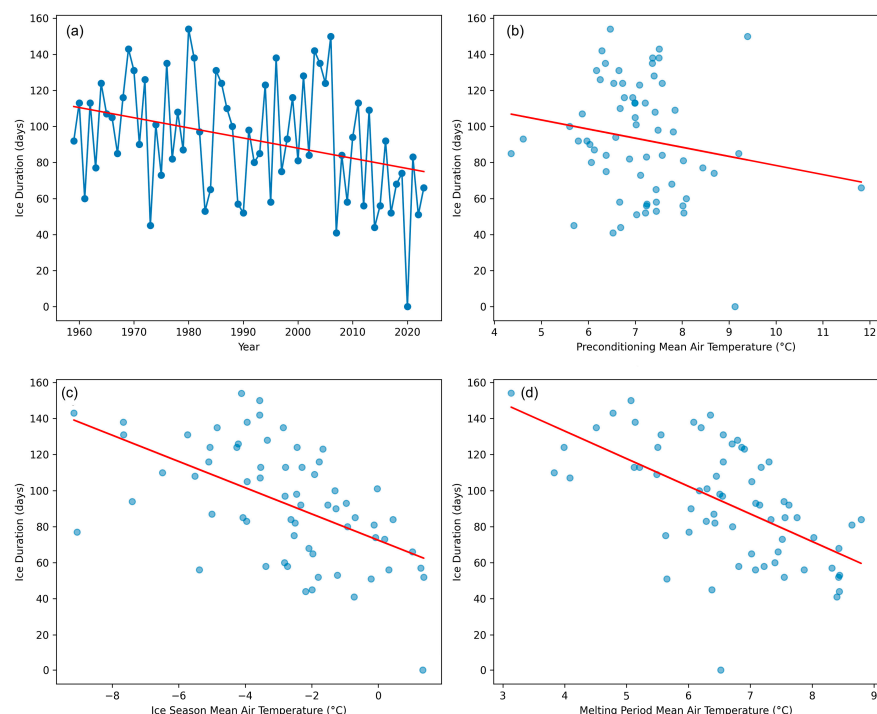 (a)
160
140
120
100
80
60
40
20
0
Ice Duration (days)
1960 1970 1980 1990 2000 2010 2020
Year
(b)
160
140
120
100
80
60
40
20
0
Ice Duration (days)
4 5 6 7 8 9 10 11 12
Preconditioning Mean Air Temperature (°C)
(c)
160
140
120
100
80
60
40
20
0
Ice Duration (days)
−8 −6 −4 −2 0
Ice Season Mean Air Temperature (°C)
(d)
160
140
120
100
80
60
40
20
0
Ice Duration (days)
3 4 5 6 7 8 9
Melting Period Mean Air Temperature (°C)